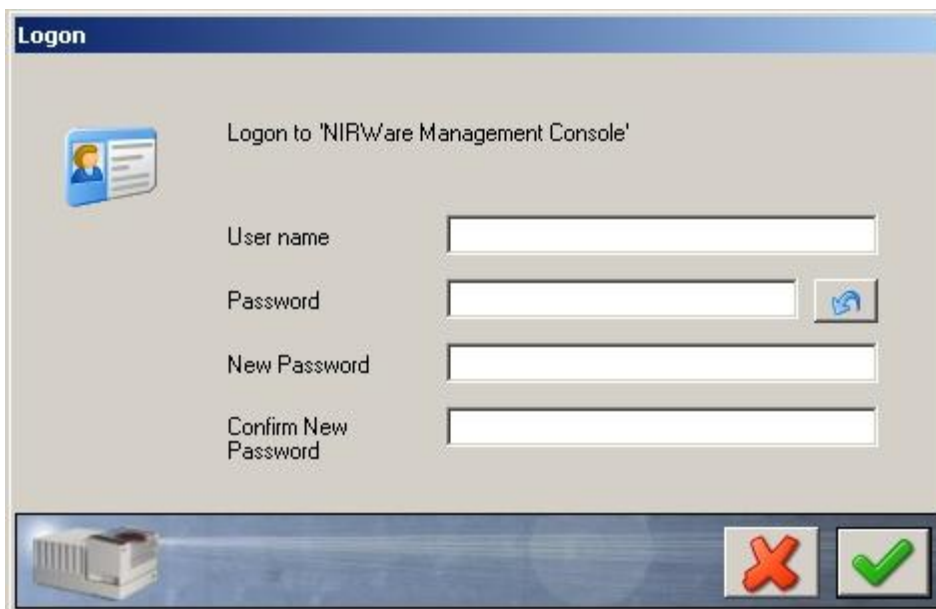 Logon
Logon to 'NIRWare Management Console'
User name
Password
New Password
Confirm New
Password